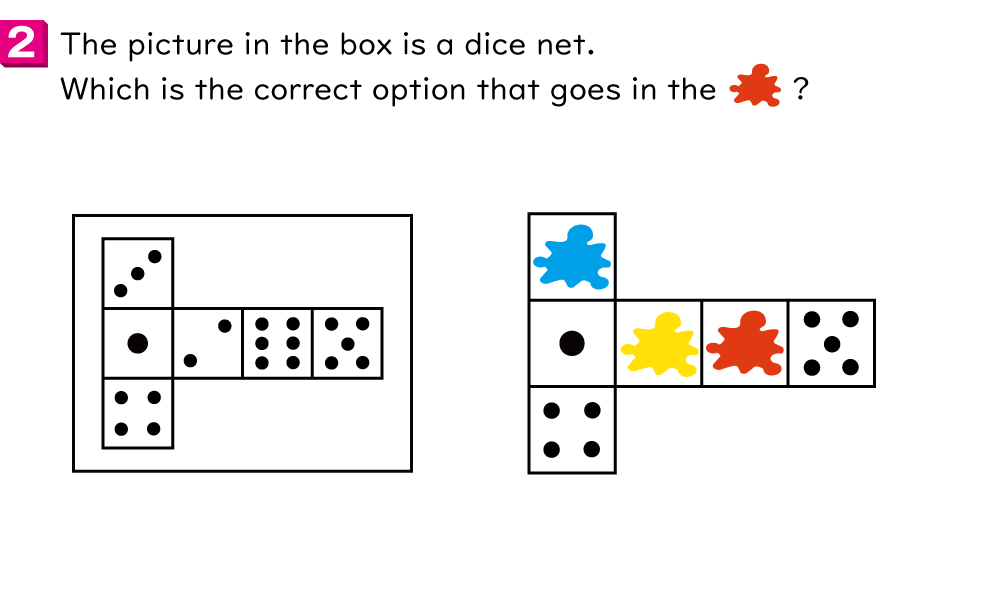 2 The picture in the box is a dice net.
Which is the correct option that goes in the ?